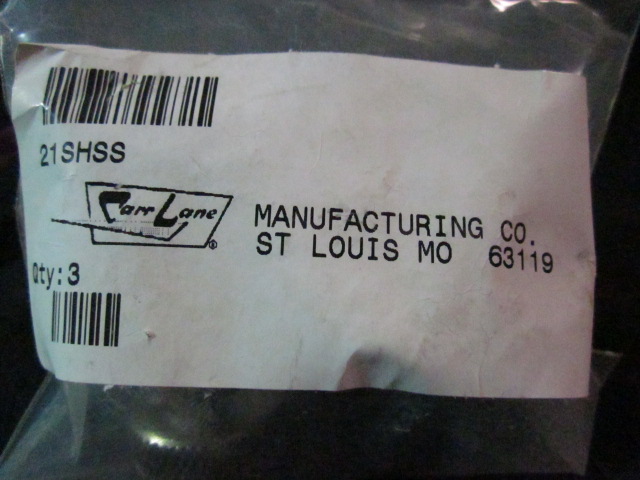 21SHSS
Carr Lane ®
MANUFACTURING CO.
ST LOUIS MO 63119
Qty:3